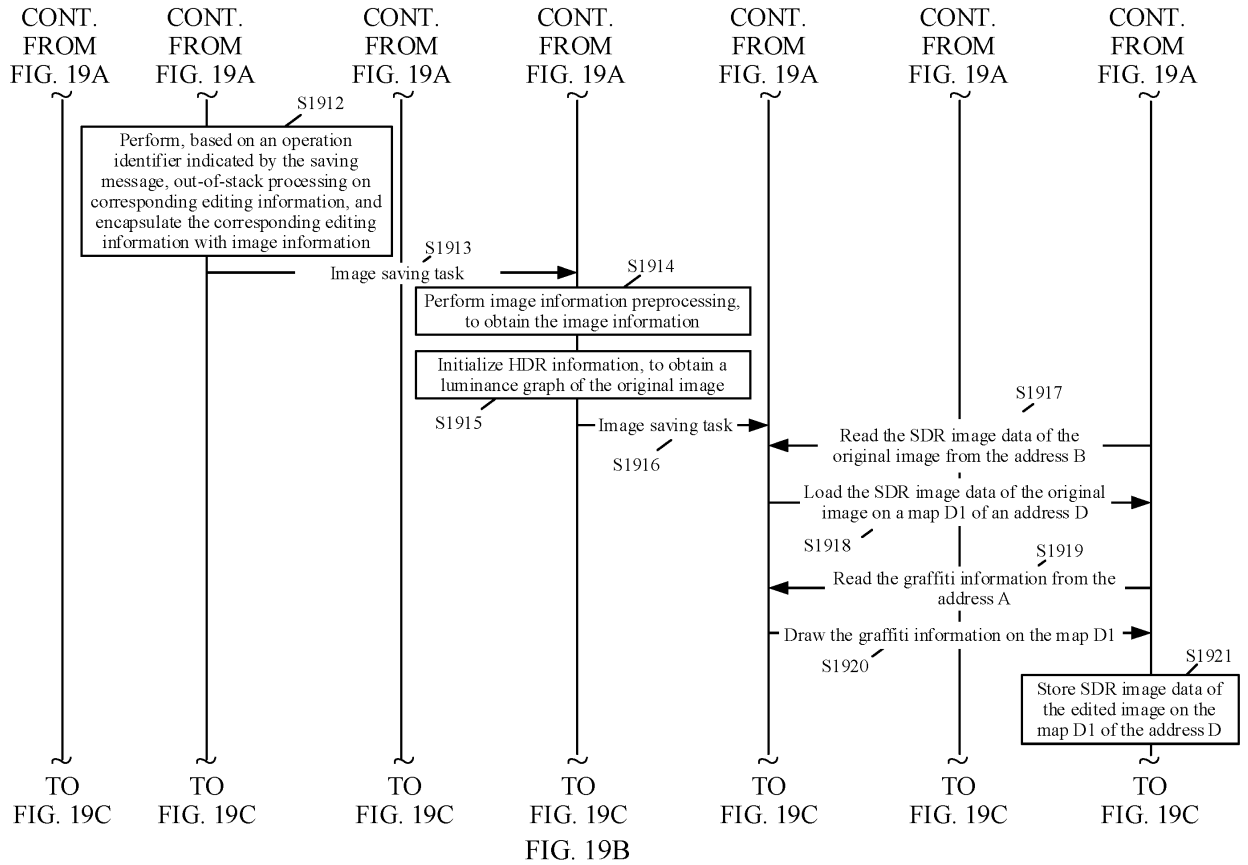 CONT. CONT. CONT. CONT. CONT. CONT. CONT.
FROM FROM FROM FROM FROM FROM FROM
FIG. 19A FIG. 19A FIG. 19A FIG. 19A FIG. 19A FIG. 19A FIG. 19A
S1912
Perform, based on an operation
identifier indicated by the saving
message, out-of-stack processing on
corresponding editing information, and
encapsulate the corresponding editing
information with image information
S1913
Image saving task
S1914
Perform image information preprocessing,
to obtain the image information
Initialize HDR information, to obtain a
luminance graph of the original image
S1915
Image saving task
S1916
S1917
Read the SDR image data of the
original image from the address B
Load the SDR image data of the original
image on a map D1 of an address D
S1918
S1919
Read the graffiti information from the
address A
Draw the graffiti information on the map D1
S1920
S1921
Store SDR image data of
the edited image on the
map D1 of the address D
TO TO TO TO TO TO TO
FIG. 19C FIG. 19C FIG. 19C FIG. 19C FIG. 19C FIG. 19C FIG. 19C
FIG. 19B